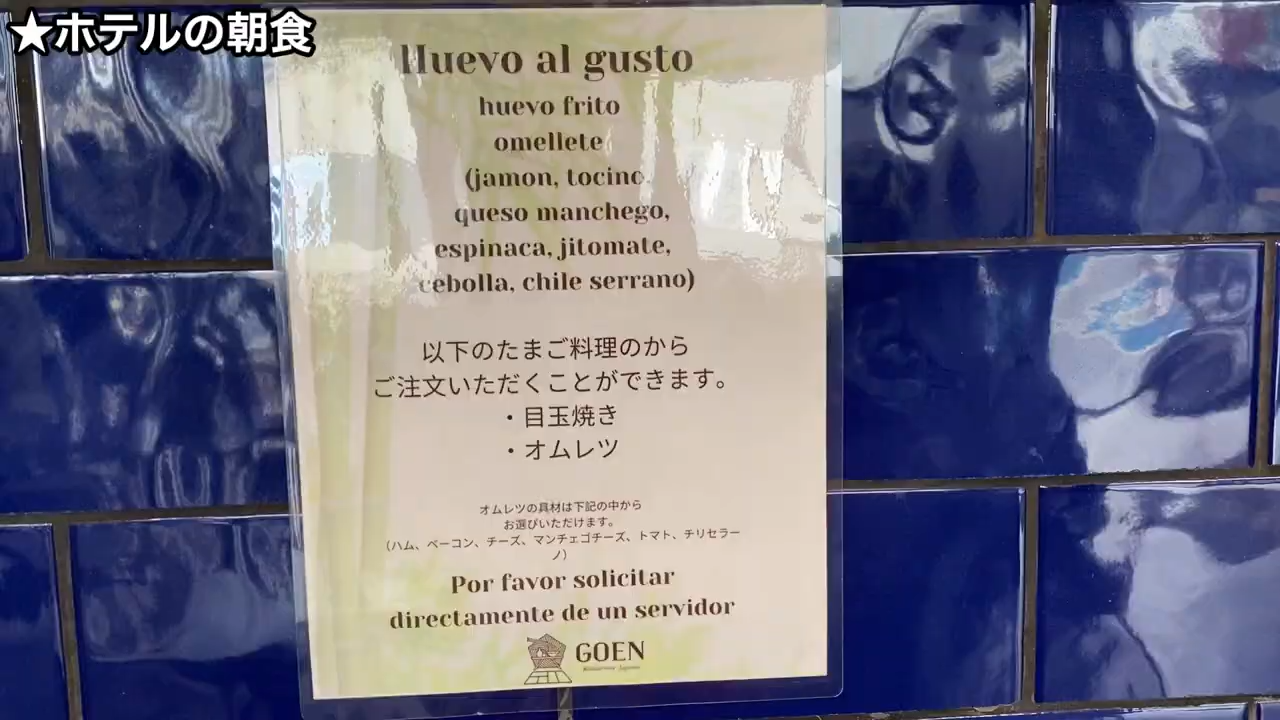 ★ホテルの朝食
Huevo al gusto
huevo frito
omellete
(jamon, tocino
queso manchego,
espinaca, jitomate,
cebolla, chile serrano)
以下のたまご料理のから
ご注文いただくことができます。
・目玉焼き
・オムレツ
オムレツの具材は下記の中から
お選びいただけます。
（ハム、ベーコン、チーズ、マンチェゴチーズ、トマト、チリセラー
ノ）
Por favor solicitar
directamente de un servidor
GOEN